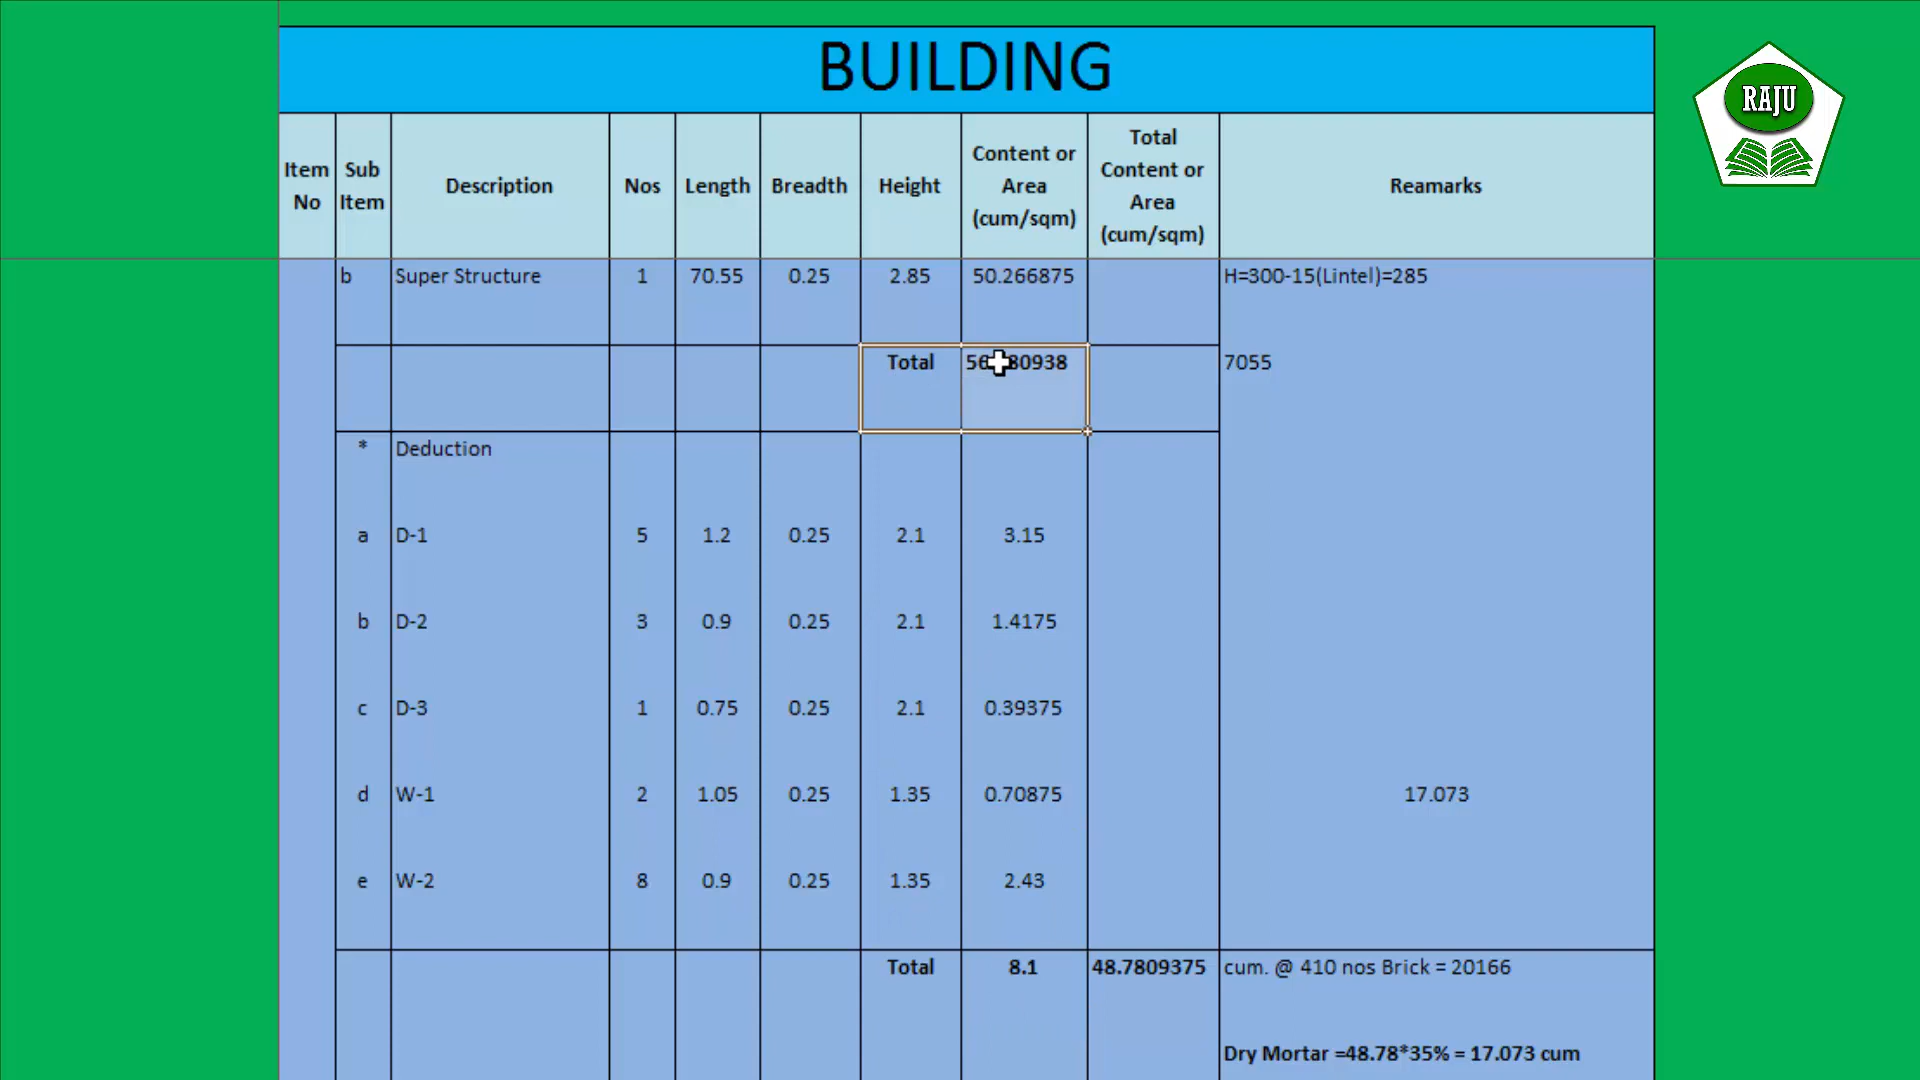 BUILDING
RAJU
Item No Sub Item Description Nos Length Breadth Height Content or Area (cum/sqm) Total Content or Area (cum/sqm) Reamarks
b Super Structure 1 70.55 0.25 2.85 50.266875 H=300-15(Lintel)=285
Total 7055
* Deduction
a D-1 5 1.2 0.25 2.1 3.15
b D-2 3 0.9 0.25 2.1 1.4175
c D-3 1 0.75 0.25 2.1 0.39375
d W-1 2 1.05 0.25 1.35 0.70875 17.073
e W-2 8 0.9 0.25 1.35 2.43
Total 8.1 48.7809375 cum. @ 410 nos Brick = 20166
Dry Mortar =48.78*35% = 17.073 cum